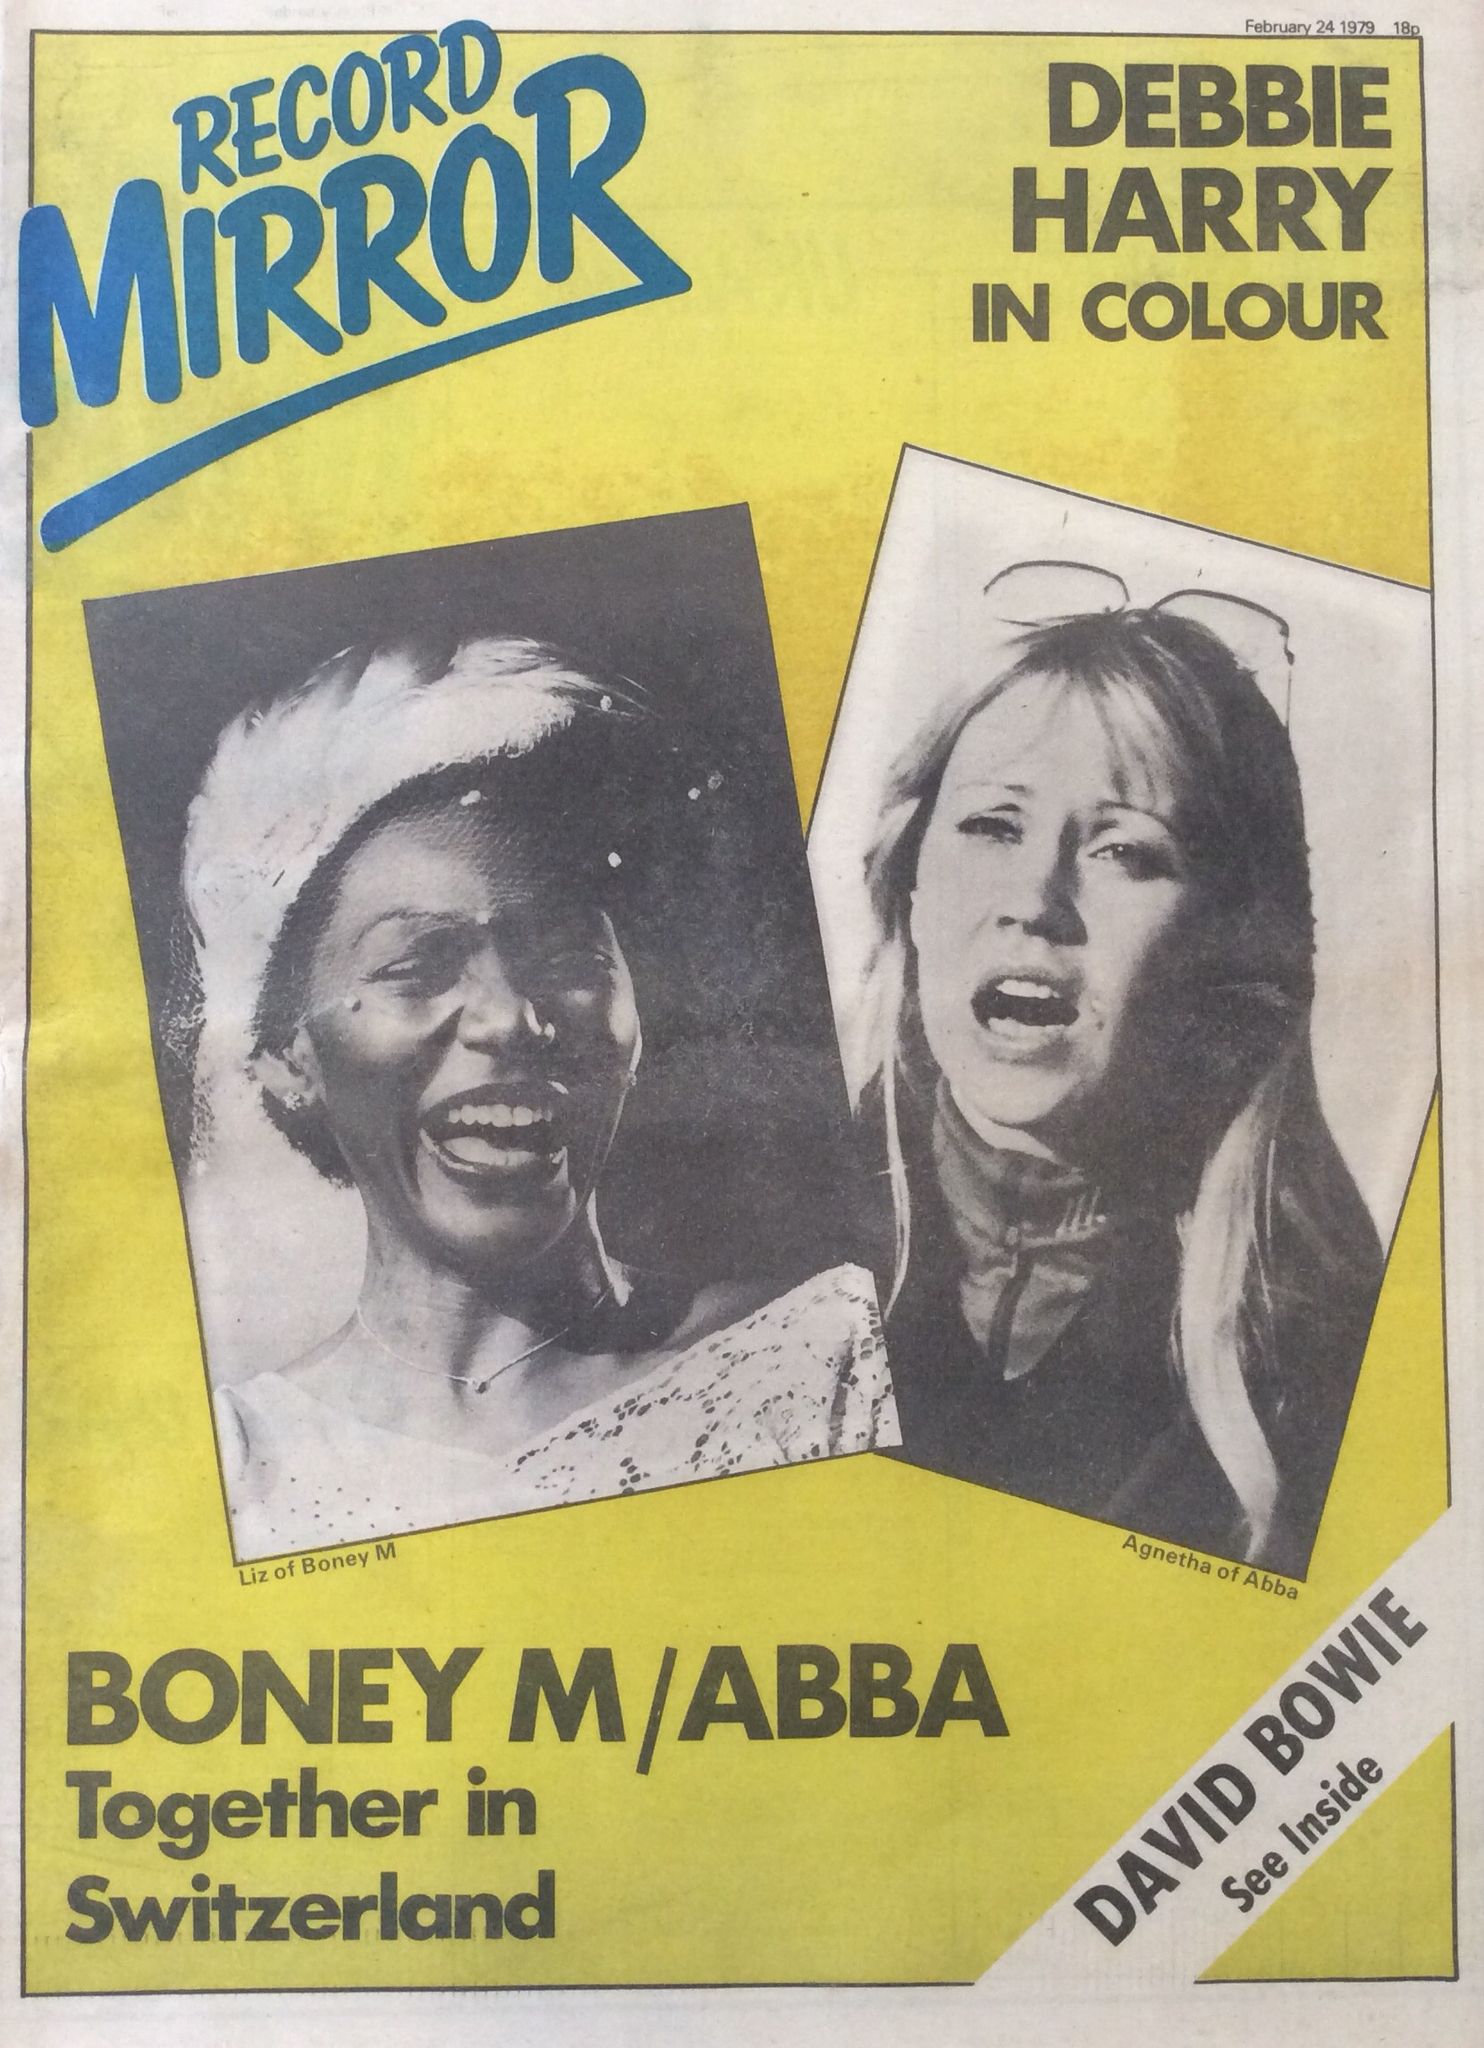 February 24 1979 18p
RECORD
MIRROR
DEBBIE
HARRY
IN COLOUR
Liz of Boney M
Agnetha of Abba
BONEY M/ABBA
Together in
Switzerland
DAVID BOWIE
See Inside